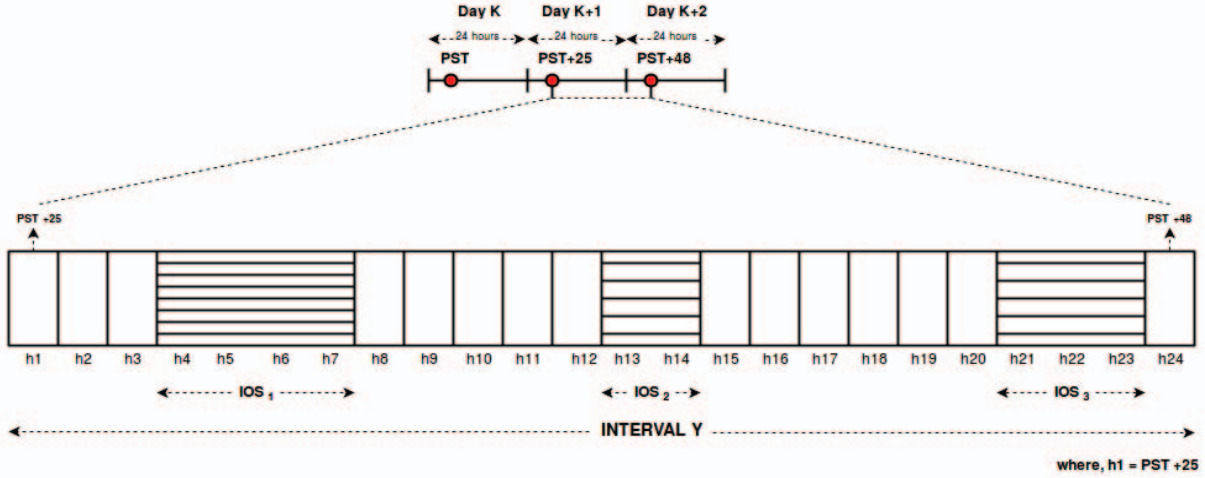 Day K Day K+1 Day K+2
24 hours 24 hours 24 hours
PST PST+25 PST+48
PST +25 PST +48
h1 h2 h3 h4 h5 h6 h7 h8 h9 h10 h11 h12 h13 h14 h15 h16 h17 h18 h19 h20 h21 h22 h23 h24
IOS 1 IOS 2 IOS 3
INTERVAL Y
where, h1 = PST +25